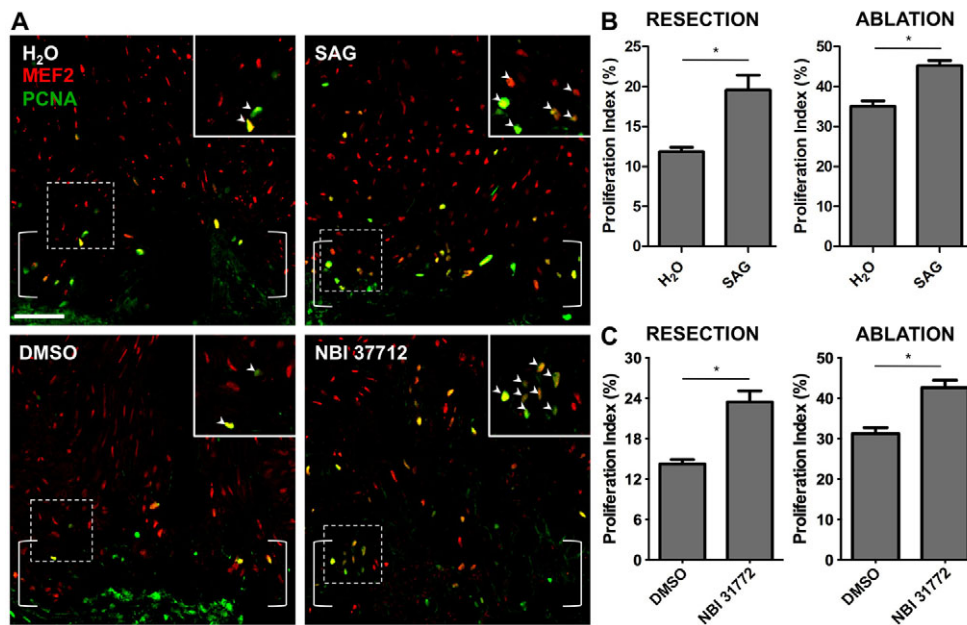 A
H₂O
MEF2
PCNA
SAG
DMSO
NBI 37712
B
RESECTION
ABLATION
Proliferation Index (%)
25
20
15
10
5
0
*
H₂O
SAG
Proliferation Index (%)
50
40
30
20
10
0
*
H₂O
SAG
C
RESECTION
ABLATION
Proliferation Index (%)
30
24
18
12
6
0
*
DMSO
NBI 31772
Proliferation Index (%)
50
40
30
20
10
0
*
DMSO
NBI 31772